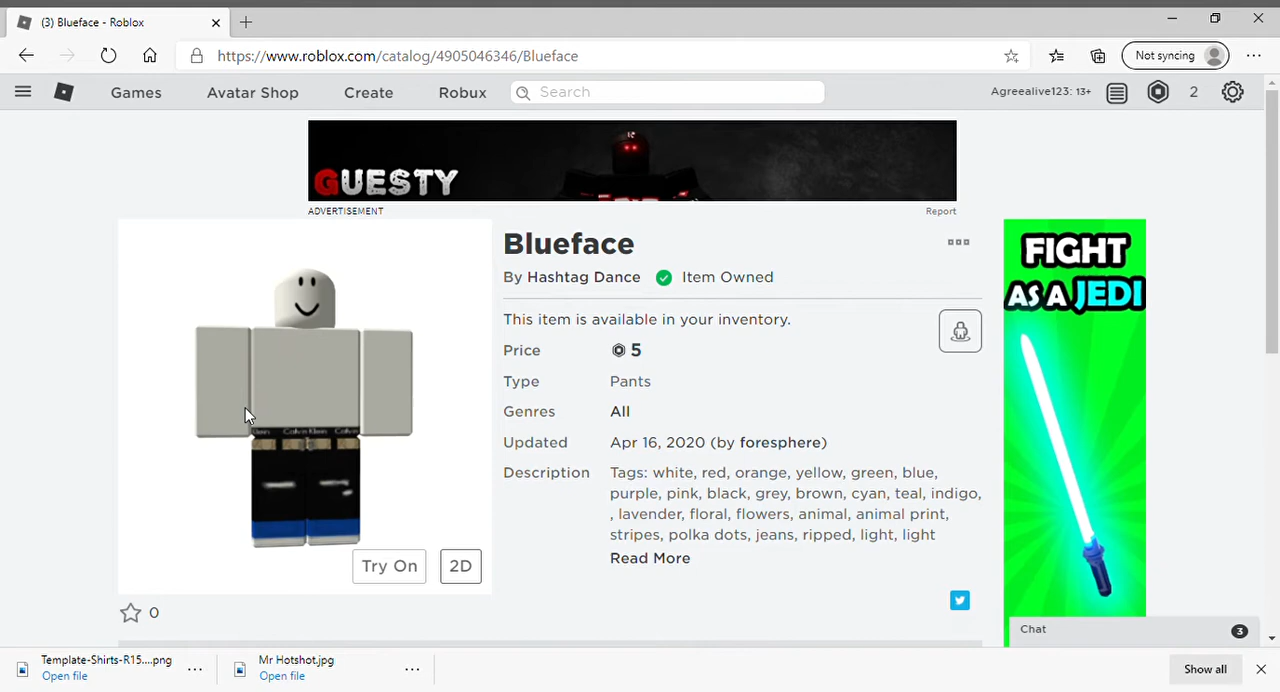 (3) Blueface - Roblox
https://www.roblox.com/catalog/4905046346/Blueface
Not syncing
Games
Avatar Shop
Create
Robux
Search
Agreealive123: 13+
2
GUESTY
ADVERTISEMENT
Report
Blueface
By Hashtag Dance
Item Owned
This item is available in your inventory.
Price
5
Type
Pants
Genres
All
Updated
Apr 16, 2020 (by foresphere)
Description
Tags: white, red, orange, yellow, green, blue,
purple, pink, black, grey, brown, cyan, teal, indigo,
, lavender, floral, flowers, animal, animal print,
stripes, polka dots, jeans, ripped, light, light
Read More
Calvin Klein
Try On
2D
0
FIGHT
AS A JEDI
Chat
3
Template-Shirts-R15....png
Open file
Mr Hotshot.jpg
Open file
Show all